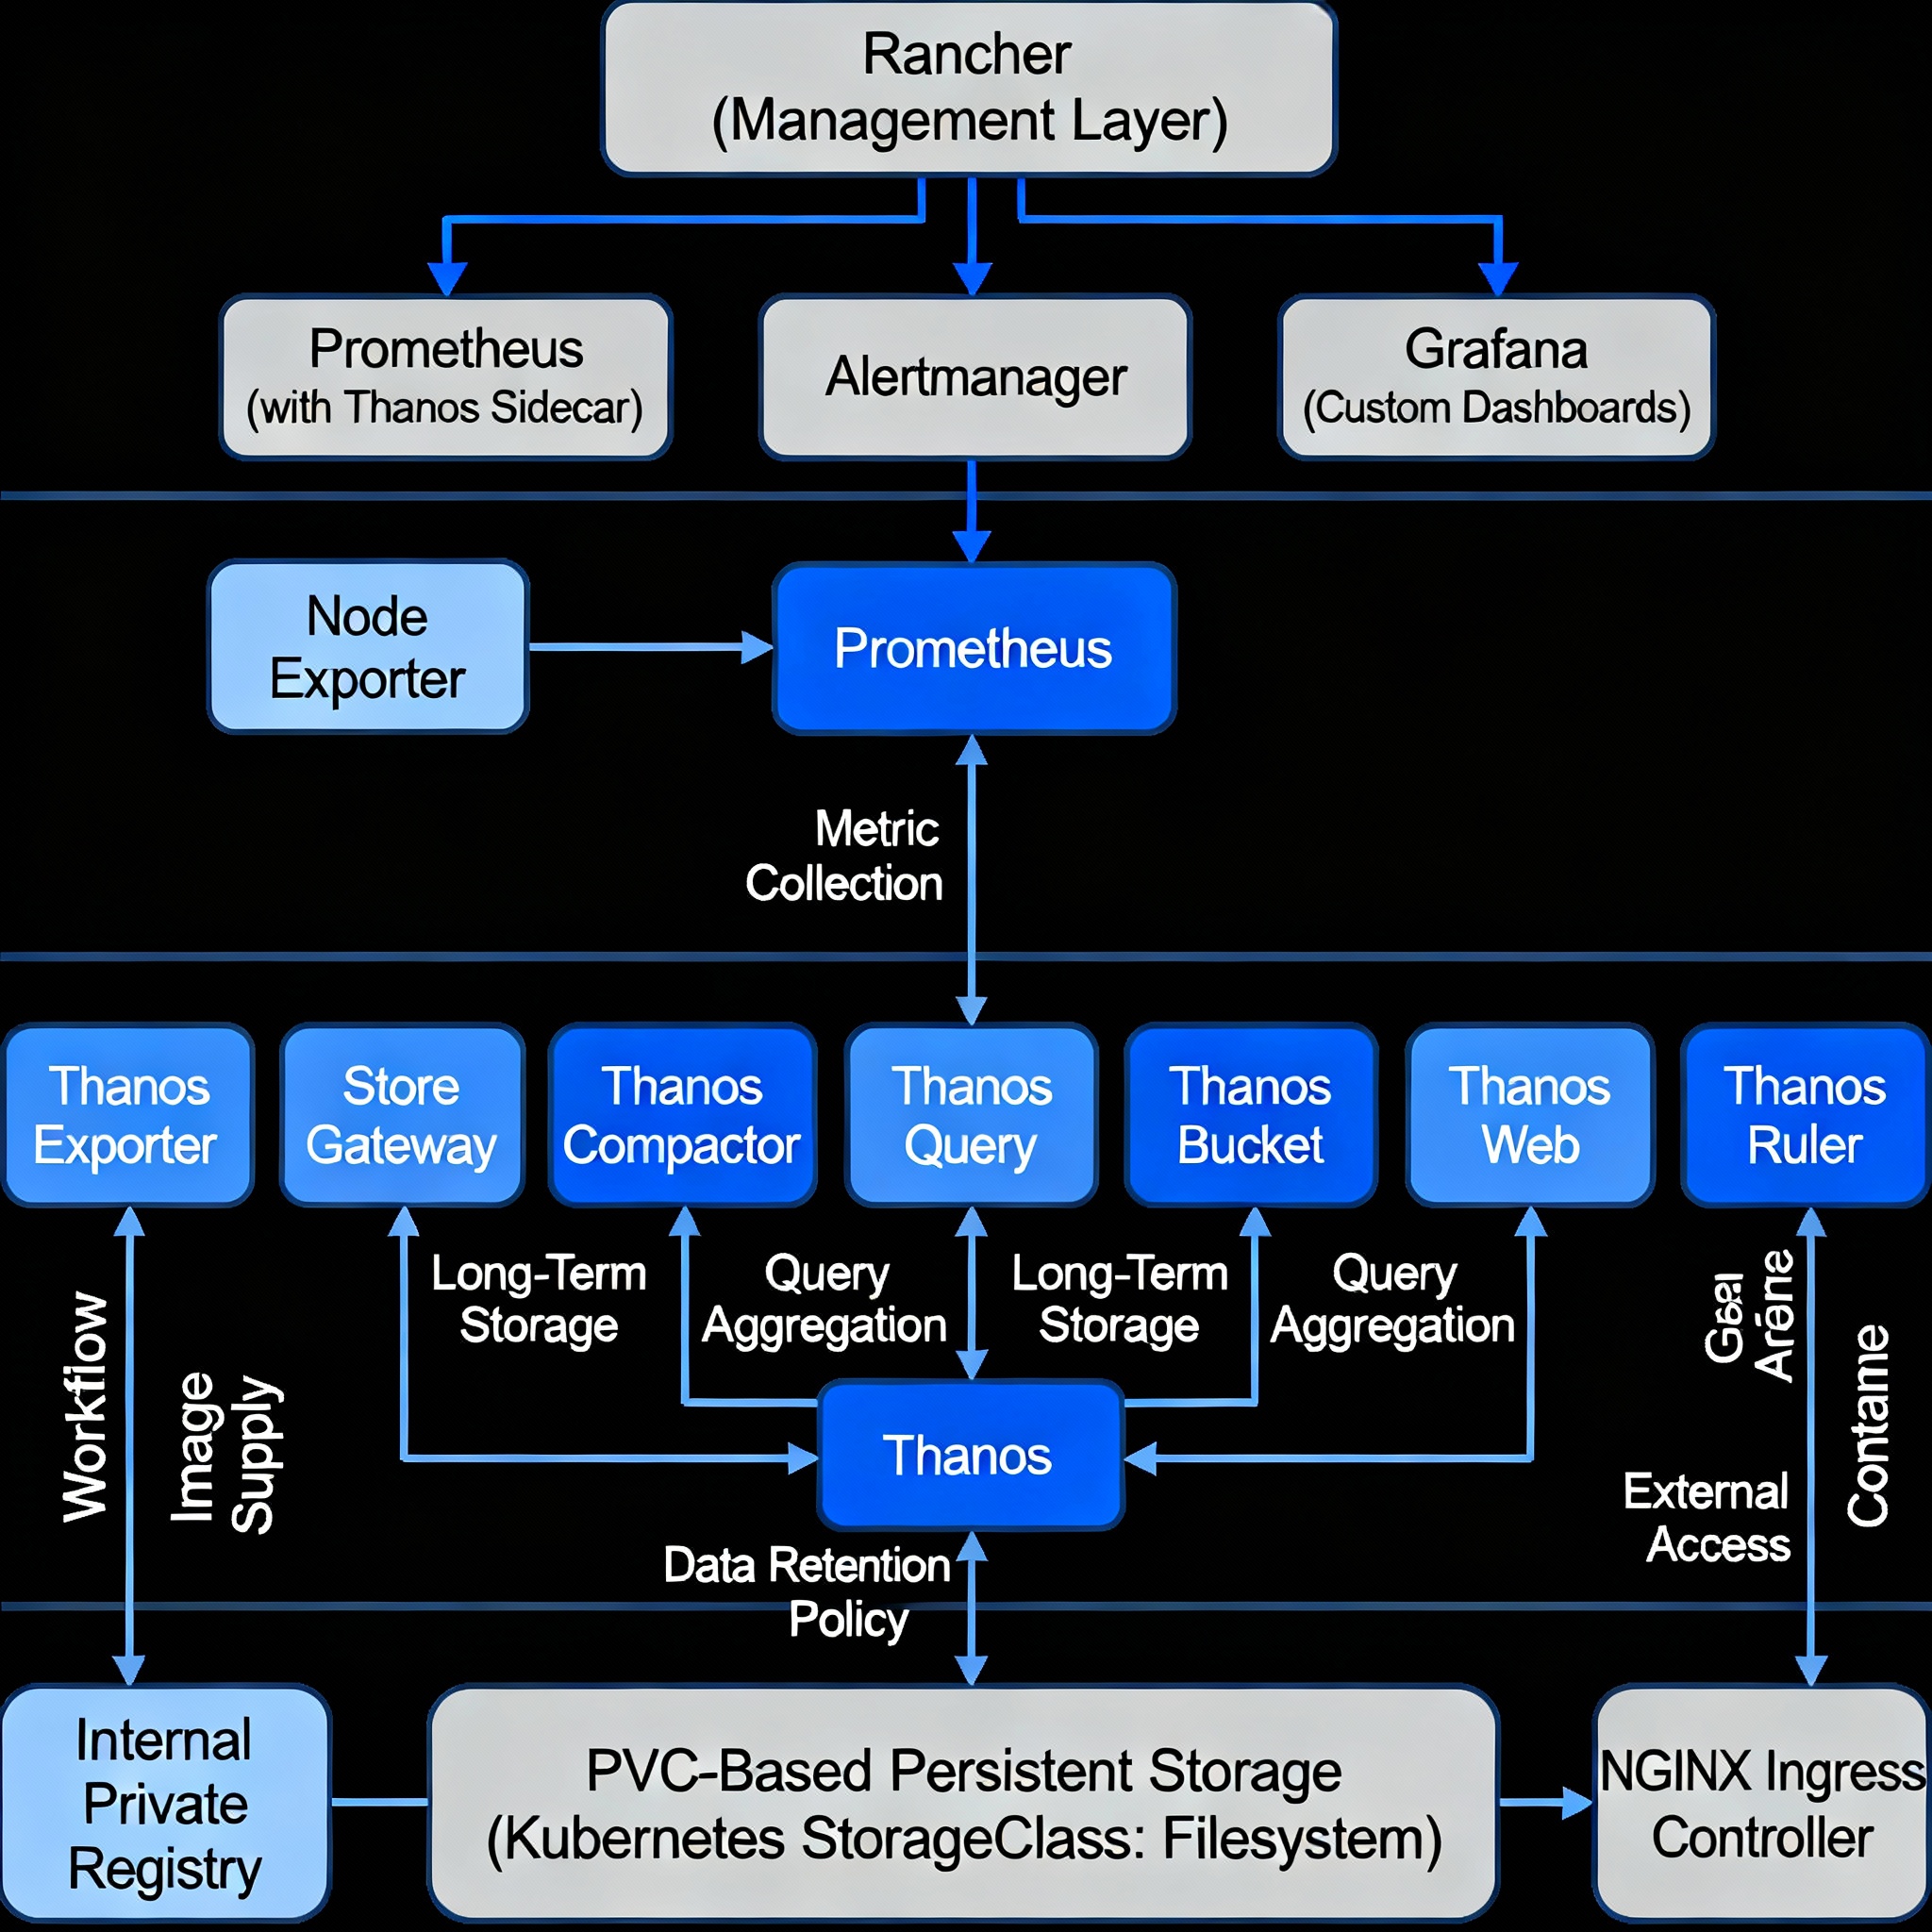 Rancher
(Management Layer)
Prometheus
(with Thanos Sidecar)
Alertmanager
Grafana
(Custom Dashboards)
Node
Exporter
Prometheus
Metric
Collection
Thanos
Exporter
Store
Gateway
Thanos
Compactor
Thanos
Query
Thanos
Bucket
Thanos
Web
Thanos
Ruler
Workflow
Image
Supply
Long-Term
Storage
Query
Aggregation
Long-Term
Storage
Query
Aggregation
Contame
External
Access
Thanos
Data Retention
Policy
Internal
Private
Registry
PVC-Based Persistent Storage
(Kubernetes StorageClass: Filesystem)
NGINX Ingress
Controller